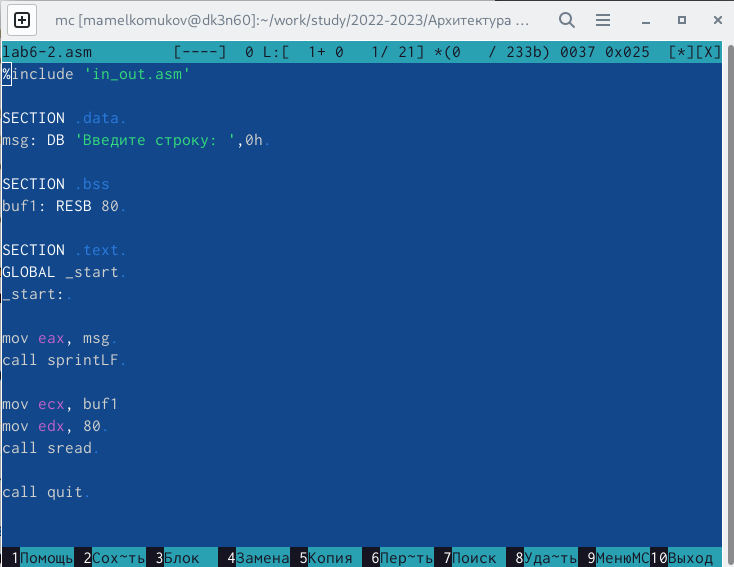 mc [mamelkomukov@dk3n60]:~/work/study/2022-2023/Архитектура ...
lab6-2.asm [----] 0 L:[ 1+ 0 1/ 21] *(0 / 233b) 0037 0x025 [*][X]
%include 'in_out.asm'
SECTION .data.
msg: DB 'Введите строку: ',0h.
SECTION .bss
buf1: RESB 80.
SECTION .text.
GLOBAL _start.
_start:.
mov eax, msg.
call sprintLF.
mov ecx, buf1
mov edx, 80.
call sread.
call quit.
1Помощь 2Сох~ть 3Блок 4Замена 5Копия 6Пер~ть 7Поиск 8Уда~ть 9МенюMC 10Выход